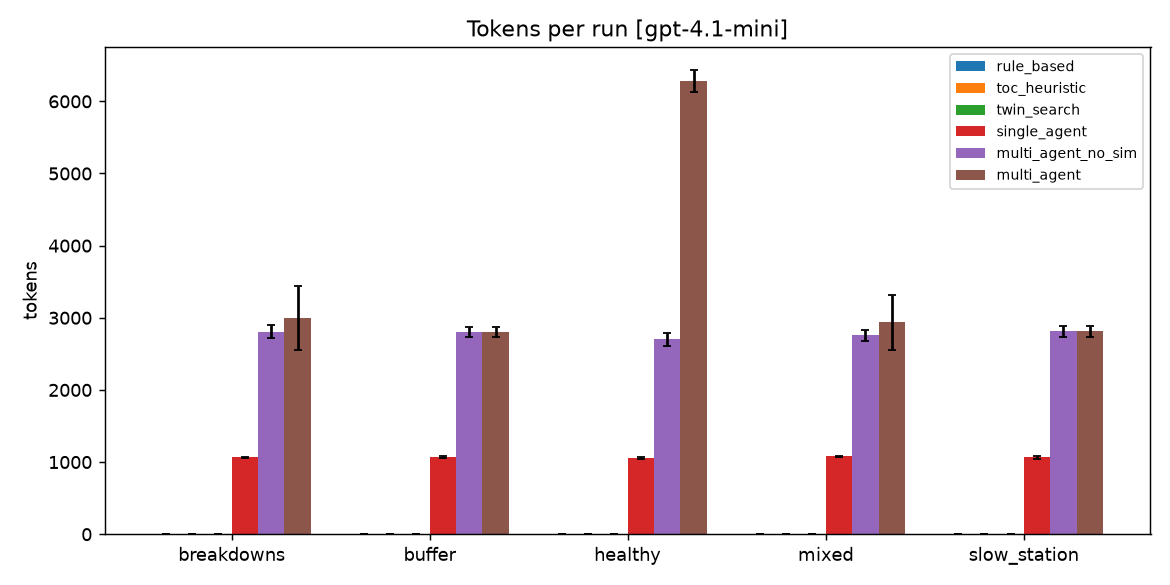 Tokens per run [gpt-4.1-mini]
rule_based
toc_heuristic
twin_search
single_agent
multi_agent_no_sim
multi_agent
tokens
6000
5000
4000
3000
2000
1000
0
breakdowns buffer healthy mixed slow_station